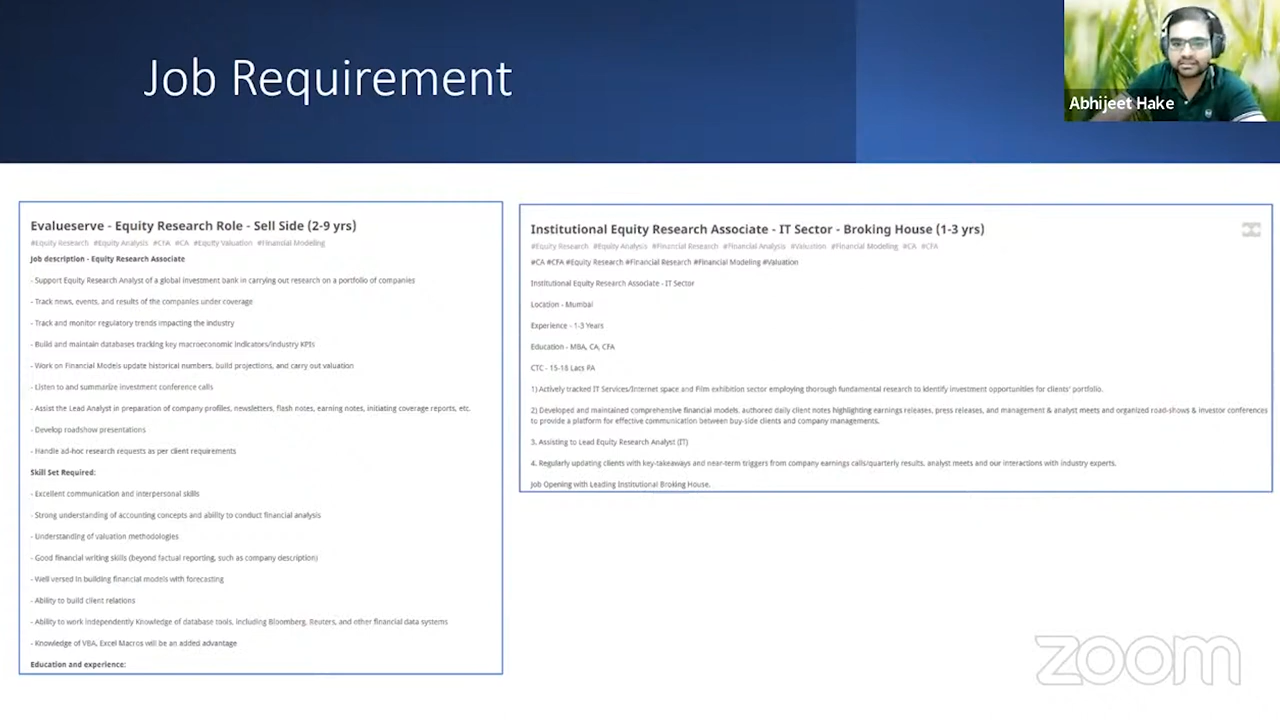 Job Requirement
Abhijeet Hake
Evalueserve - Equity Research Role - Sell Side (2-9 yrs)
#Equity Research #Equity Analysis #CFA #CA #Equity Valuation #Financial Modeling
Job description - Equity Research Associate
- Support Equity Research Analyst of a global investment bank in carrying out research on a portfolio of companies
- Track news, events, and results of the companies under coverage
- Track and monitor regulatory trends impacting the industry
- Build and maintain databases tracking key macroeconomic indicators/industry KPIs
- Work on Financial Models update historical numbers, build projections, and carry out valuation
- Listen to and summarize investment conference calls
- Assist the Lead Analyst in preparation of company profiles, newsletters, flash notes, earning notes, initiating coverage reports, etc.
- Develop roadshow presentations
- Handle ad-hoc research requests as per client requirements
Skill Set Required:
- Excellent communication and interpersonal skills
- Strong understanding of accounting concepts and ability to conduct financial analysis
- Understanding of valuation methodologies
- Good financial writing skills (beyond factual reporting, such as company description)
- Well versed in building financial models with forecasting
- Ability to build client relations
- Ability to work independently Knowledge of database tools, including Bloomberg, Reuters, and other financial data systems
- Knowledge of VBA, Excel Macros will be an added advantage
Education and experience:
Institutional Equity Research Associate - IT Sector - Broking House (1-3 yrs)
#Equity Research #Equity Analysis #Financial Research #Financial Analysis #Valuation #Financial Modeling #CA #CFA
#CA #CFA #Equity Research #Financial Research #Financial Modeling #Valuation
Institutional Equity Research Associate - IT Sector
Location - Mumbai
Experience - 1-3 Years
Education - MBA, CA, CFA
CTC - 15-18 Lacs PA
1) Actively tracked IT Services/Internet space and Film exhibition sector employing thorough fundamental research to identify investment opportunities for clients' portfolio.
2) Developed and maintained comprehensive financial models. authored daily client notes highlighting earnings releases, press releases, and management & analyst meets and organized road-shows & investor conferences
to provide a platform for effective communication between buy-side clients and company managements.
3. Assisting to Lead Equity Research Analyst (IT)
4. Regularly updating clients with key-takeaways and near-term triggers from company earnings calls/quarterly results, analyst meets and our interactions with industry experts.
Job Opening with Leading Institutional Broking House.
zoom